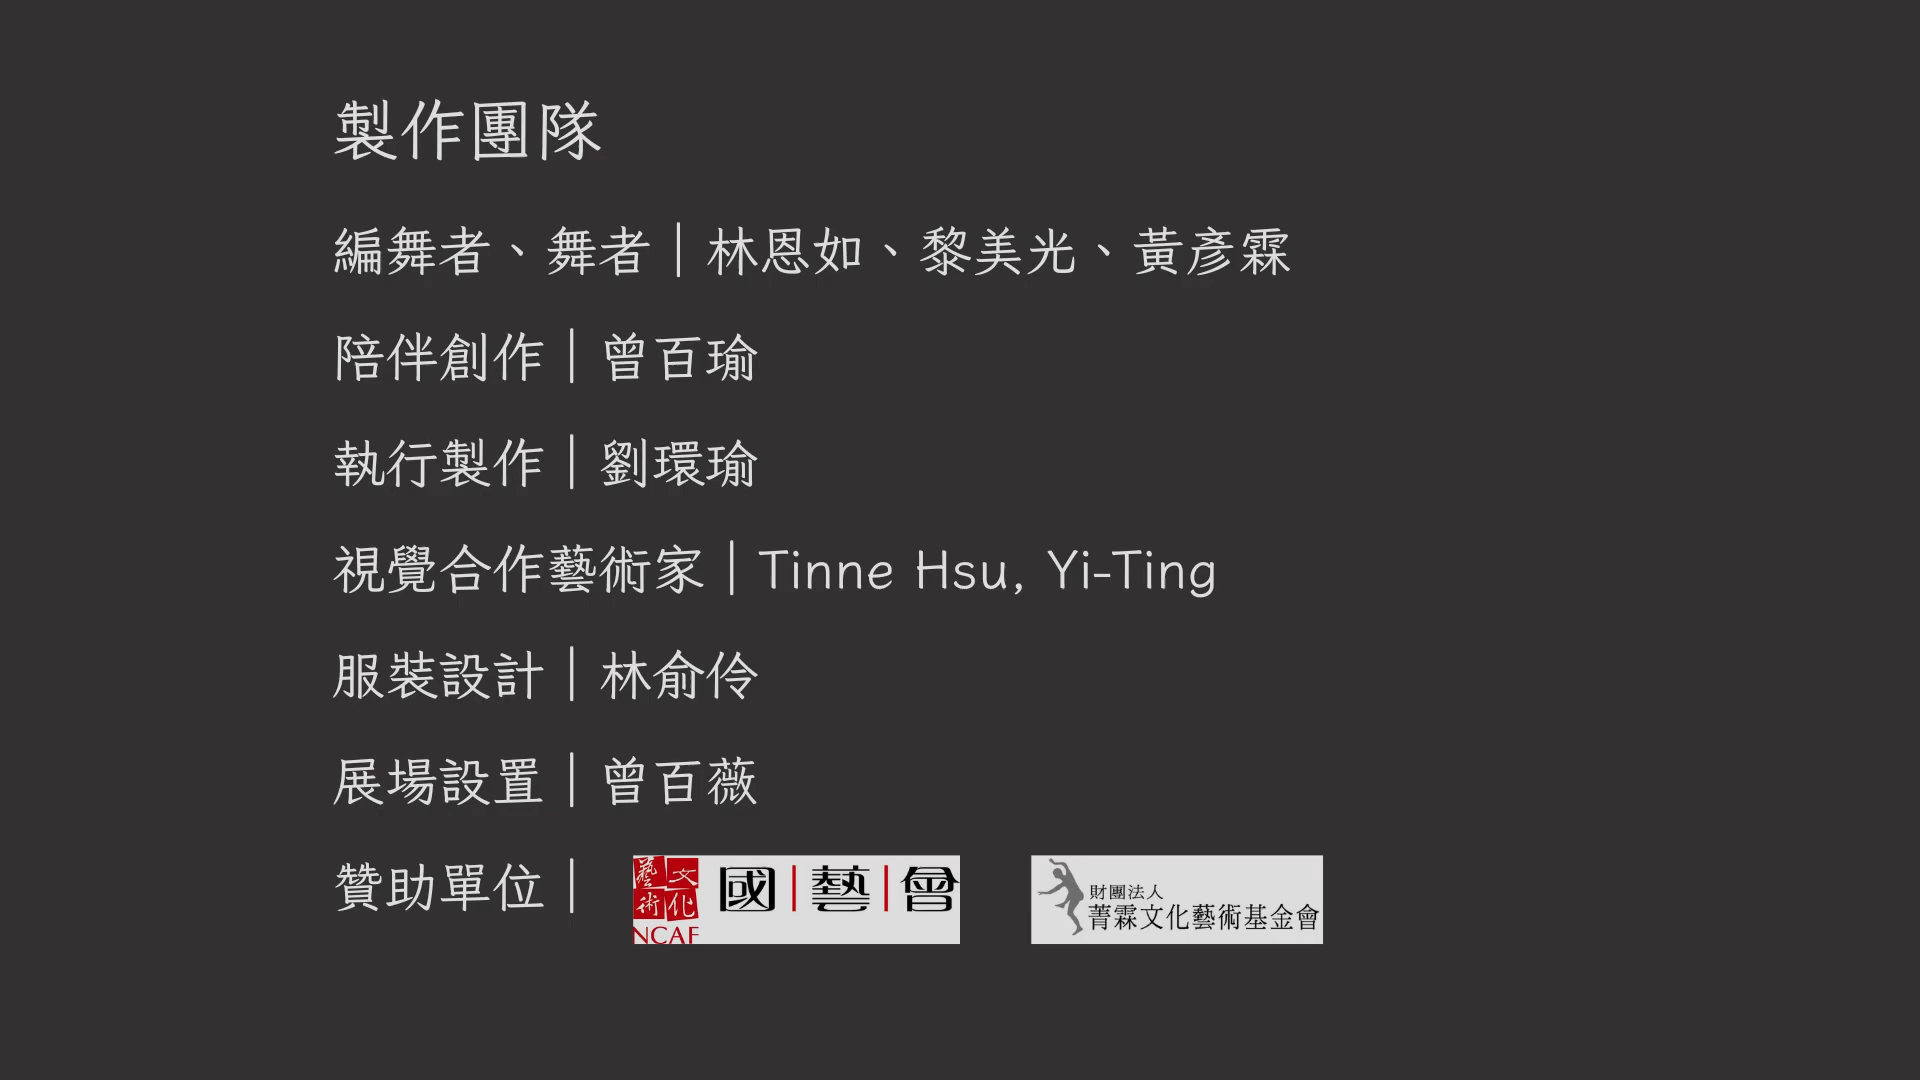 製作團隊
編舞者、舞者｜林恩如、黎美光、黃彥霖
陪伴創作｜曾百瑜
執行製作｜劉環瑜
視覺合作藝術家｜Tinne Hsu, Yi-Ting
服裝設計｜林俞伶
展場設置｜曾百薇
贊助單位｜
藝文術化
NCAF
國|藝|會
財團法人
菁霖文化藝術基金會